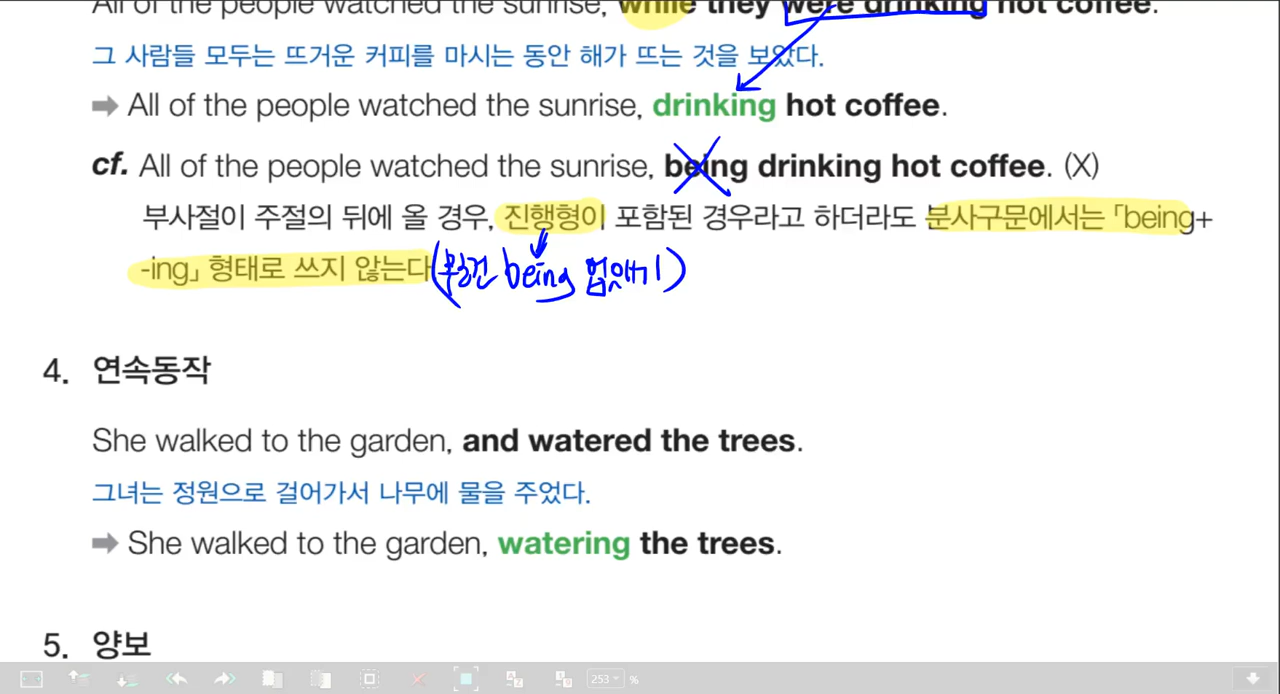 All of the people watched the sunrise, while they were drinking hot coffee.
그 사람들 모두는 뜨거운 커피를 마시는 동안 해가 뜨는 것을 보았다.
➡ All of the people watched the sunrise, drinking hot coffee.
cf. All of the people watched the sunrise, being drinking hot coffee. (X)
부사절이 주절의 뒤에 올 경우, 진행형이 포함된 경우라고 하더라도 분사구문에서는 「being+
-ing」 형태로 쓰지 않는다 (무조건 being 없애기)
4. 연속동작
She walked to the garden, and watered the trees.
그녀는 정원으로 걸어가서 나무에 물을 주었다.
➡ She walked to the garden, watering the trees.
5. 양보
253 %